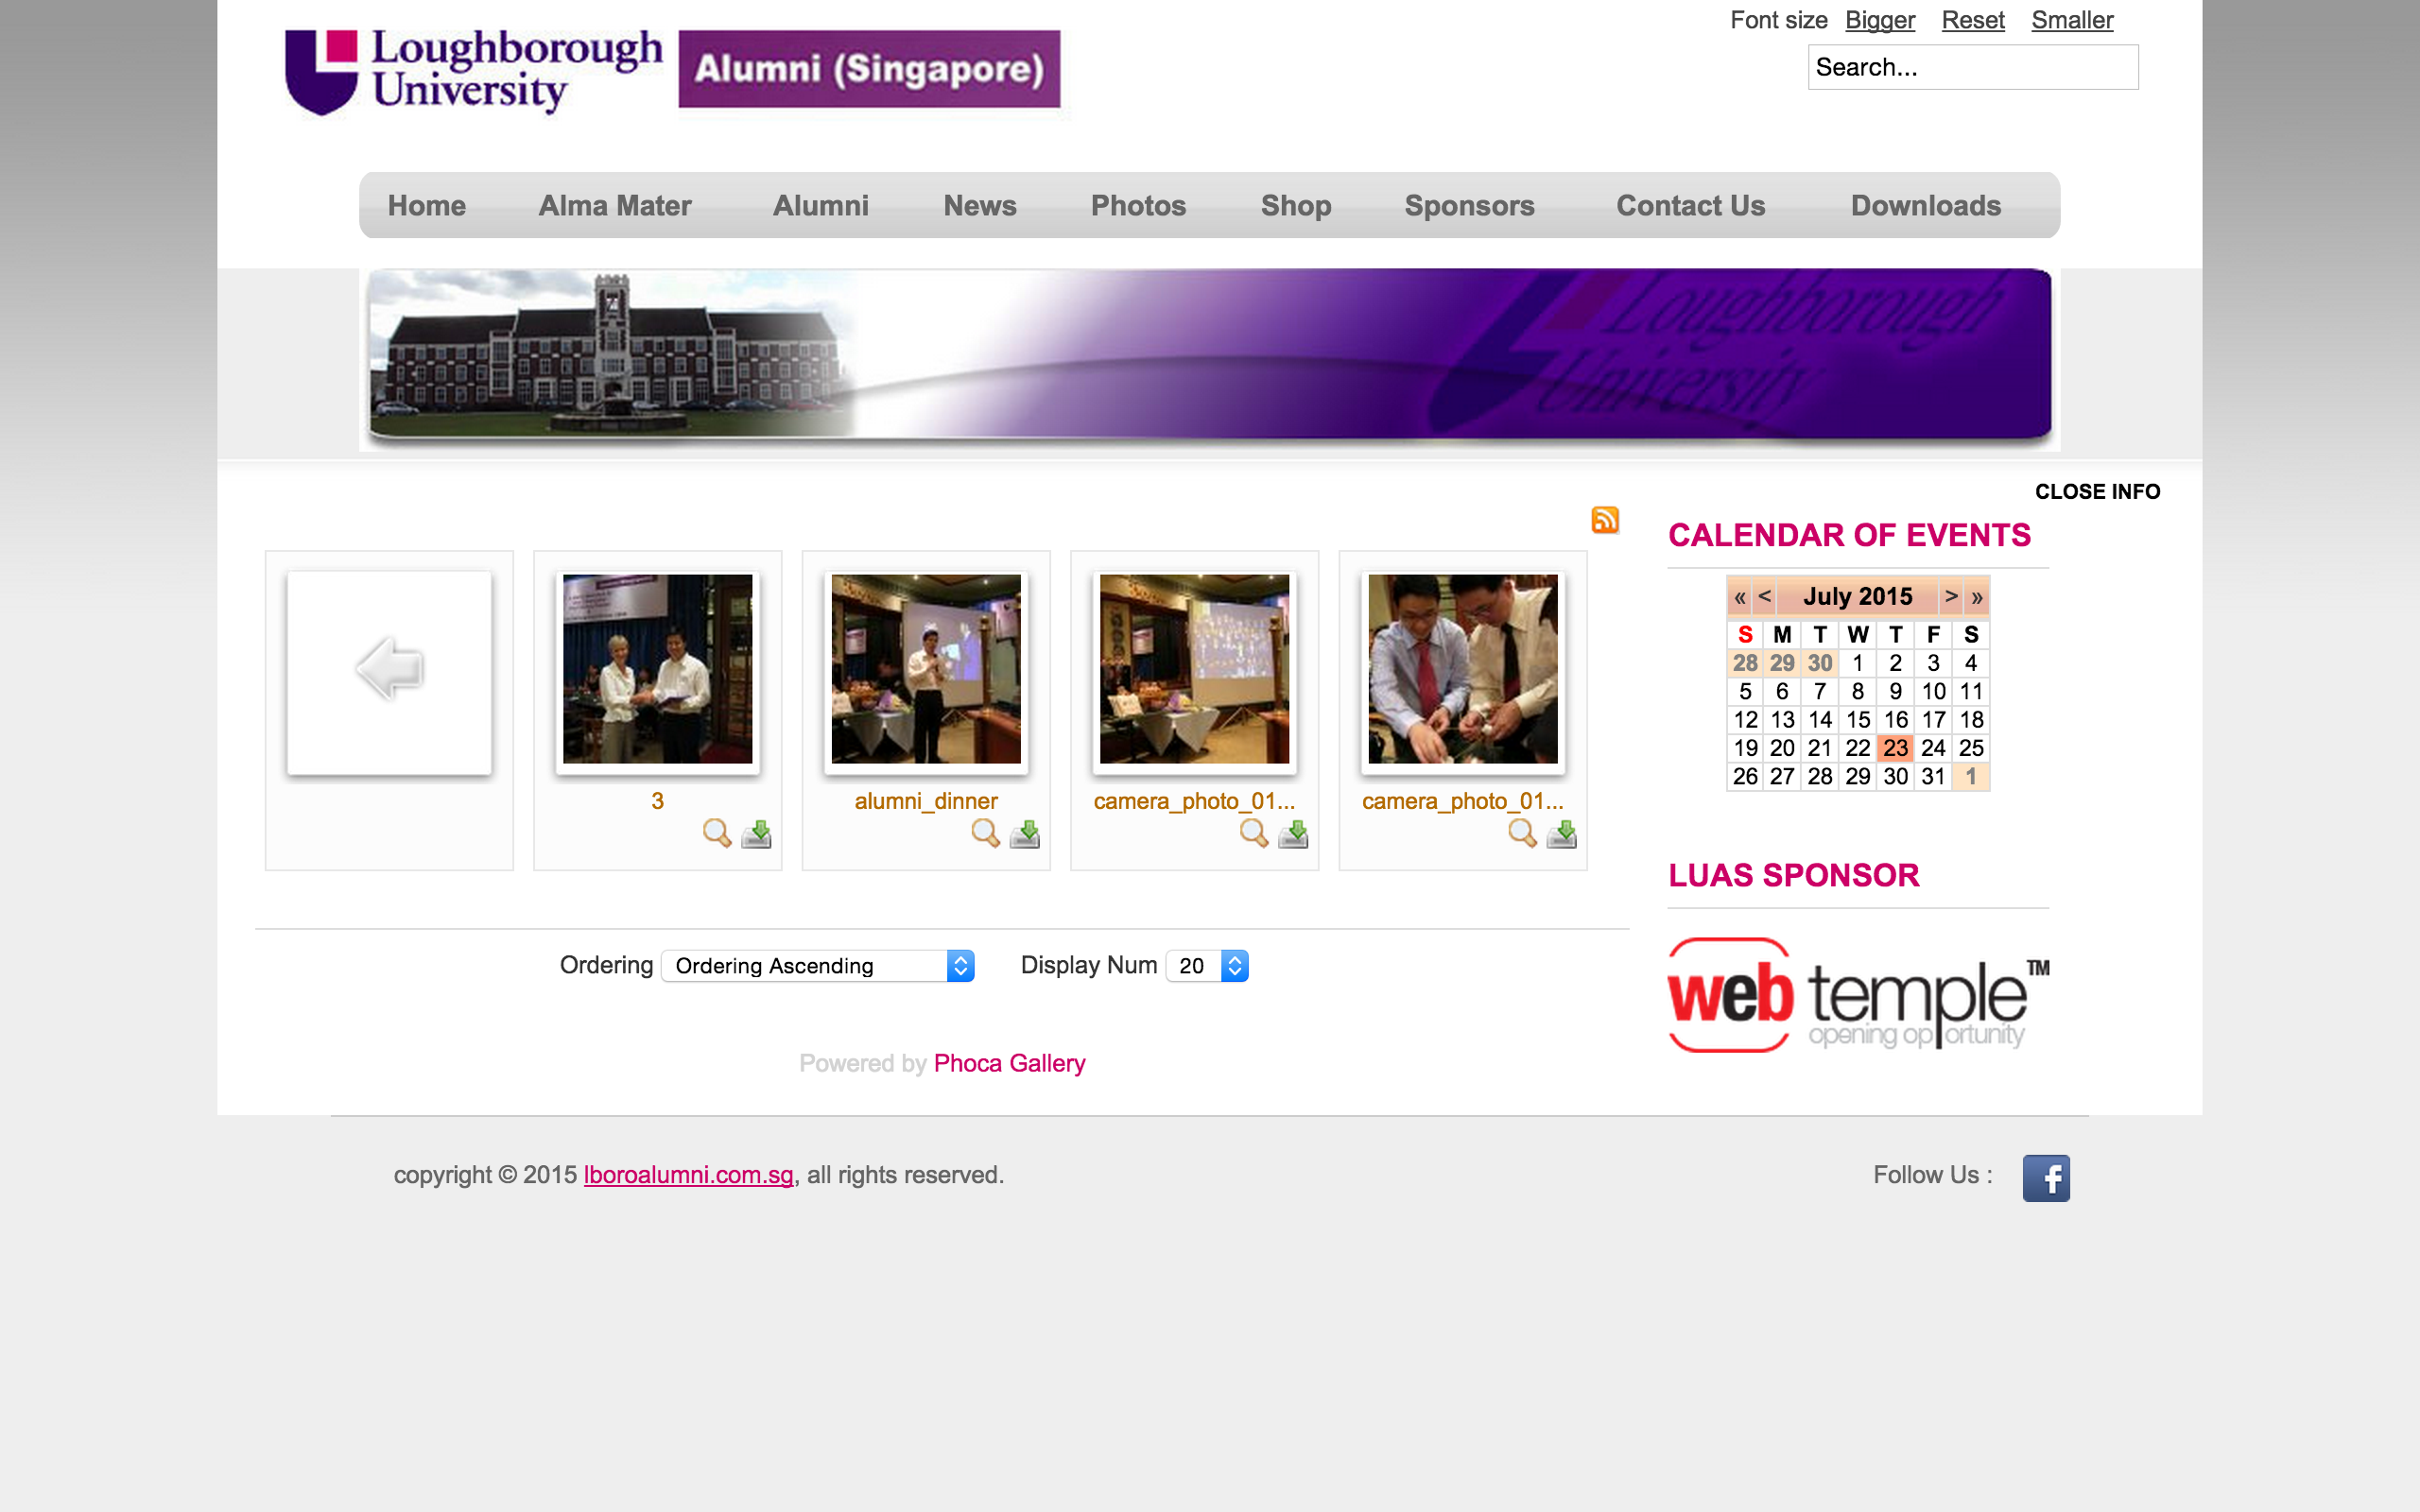 Font size Bigger Reset Smaller
Loughborough
University
Alumni (Singapore)
Search...
Home Alma Mater Alumni News Photos Shop Sponsors Contact Us Downloads
Loughborough
University
CLOSE INFO
CALENDAR OF EVENTS
« < July 2015 > »
S M T W T F S
28 29 30 1 2 3 4
5 6 7 8 9 10 11
12 13 14 15 16 17 18
19 20 21 22 23 24 25
26 27 28 29 30 31 1
3
alumni_dinner
camera_photo_01...
camera_photo_01...
LUAS SPONSOR
web temple™
opening opportunity
Ordering Ordering Ascending Display Num 20
Powered by Phoca Gallery
copyright © 2015 lboroalumni.com.sg, all rights reserved.
Follow Us :
f